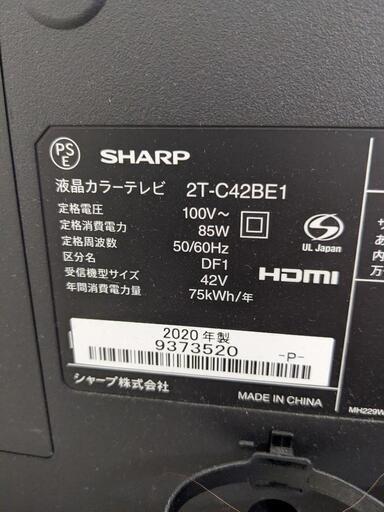 PS
E
SHARP
液晶カラーテレビ 2T-C42BE1
定格電圧 100V~
定格消費電力 85W
定格周波数 50/60Hz
区分名 DF1
受信機型サイズ 42V
年間消費電力量 75kWh/年
S
UL Japan
HDMI
2020年製
9373520 -P-
シャープ株式会社
MADE IN CHINA
MH229W